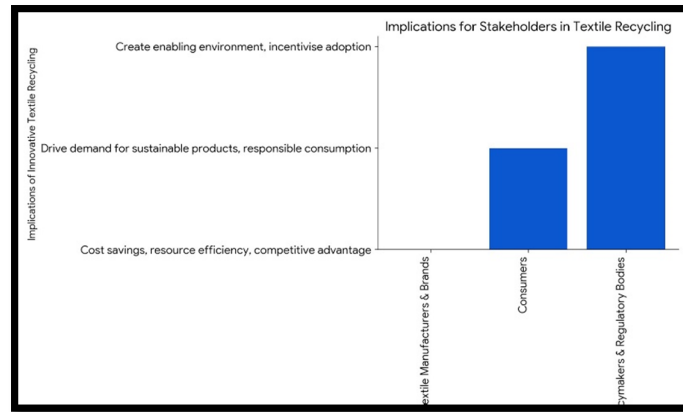 Implications for Stakeholders in Textile Recycling
Implications of Innovative Textile Recycling
Create enabling environment, incentivise adoption
Drive demand for sustainable products, responsible consumption
Cost savings, resource efficiency, competitive advantage
extile Manufacturers & Brands
Consumers
cymakers & Regulatory Bodies